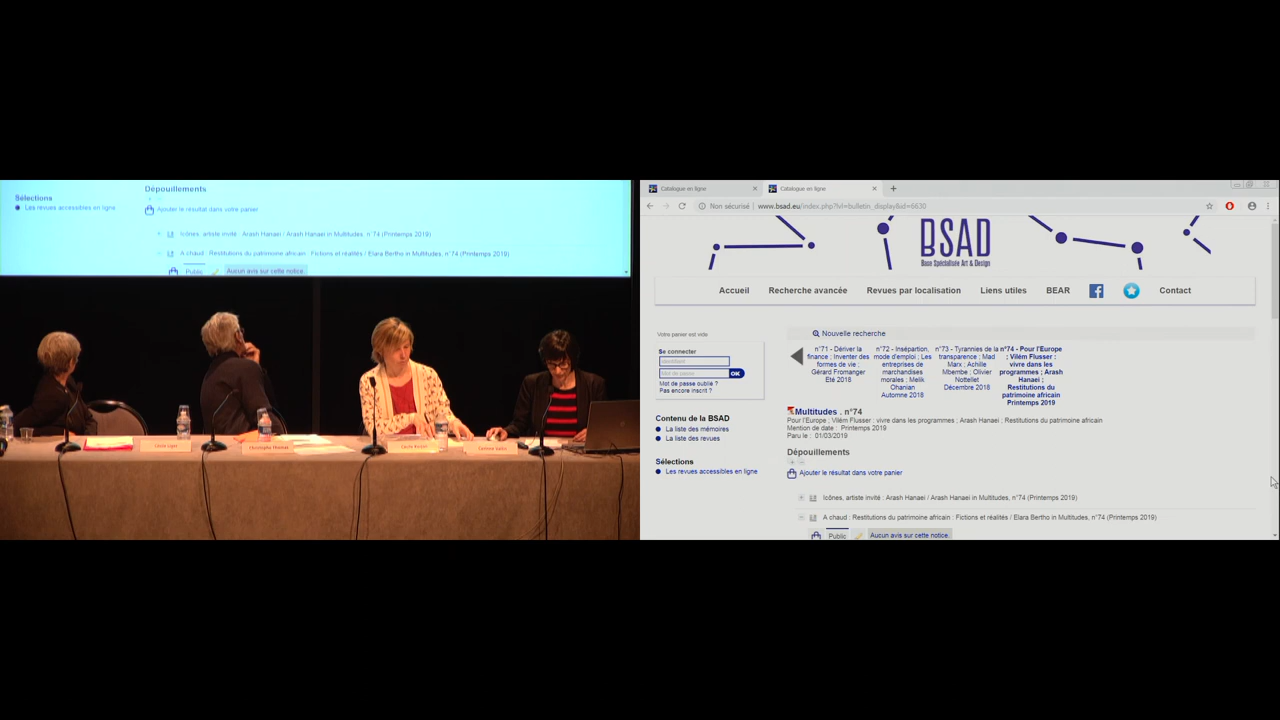 Dépouillements
Sélections
Les revues accessibles en ligne
Ajouter le résultat dans votre panier
Icônes, artiste invité : Arash Hanaei / Arash Hanaei in Multitudes, n°74 (Printemps 2019)
A chaud : Restitutions du patrimoine africain : Fictions et réalités / Elara Bertho in Multitudes, n°74 (Printemps 2019)
Public
Aucun avis sur cette notice.
Catalogue en ligne
Catalogue en ligne
Non sécurisé
www.bsad.eu/index.php?lvl=bulletin_display&id=6630
BSAD
Base Spécialisée Art & Design
Accueil
Recherche avancée
Revues par localisation
Liens utiles
BEAR
Contact
Votre panier est vide
Se connecter
identifiant
Mot de passe
OK
Mot de passe oublié ?
Pas encore inscrit ?
Contenu de la BSAD
La liste des mémoires
La liste des revues
Sélections
Les revues accessibles en ligne
Nouvelle recherche
n°71 - Dériver la
finance ; Inventer des
formes de vie ;
Gérard Fromanger
Eté 2018
n°72 - Insépartion,
mode d'emploi ; Les
entreprises de
marchandises
morales ; Melik
Ohanian
Automne 2018
n°73 - Tyrannies de la
transparence ; Mad
Marx ; Achille
Mbembe ; Olivier
Nottellet
Décembre 2018
n°74 - Pour l'Europe
; Vilém Flusser :
vivre dans les
programmes ; Arash
Hanaei ;
Restitutions du
patrimoine africain
Printemps 2019
Multitudes . n°74
Pour l'Europe ; Vilém Flusser : vivre dans les programmes ; Arash Hanaei ; Restitutions du patrimoine africain
Mention de date : Printemps 2019
Paru le : 01/03/2019
Dépouillements
Ajouter le résultat dans votre panier
Icônes, artiste invité : Arash Hanaei / Arash Hanaei in Multitudes, n°74 (Printemps 2019)
A chaud : Restitutions du patrimoine africain : Fictions et réalités / Elara Bertho in Multitudes, n°74 (Printemps 2019)
Public
Aucun avis sur cette notice.